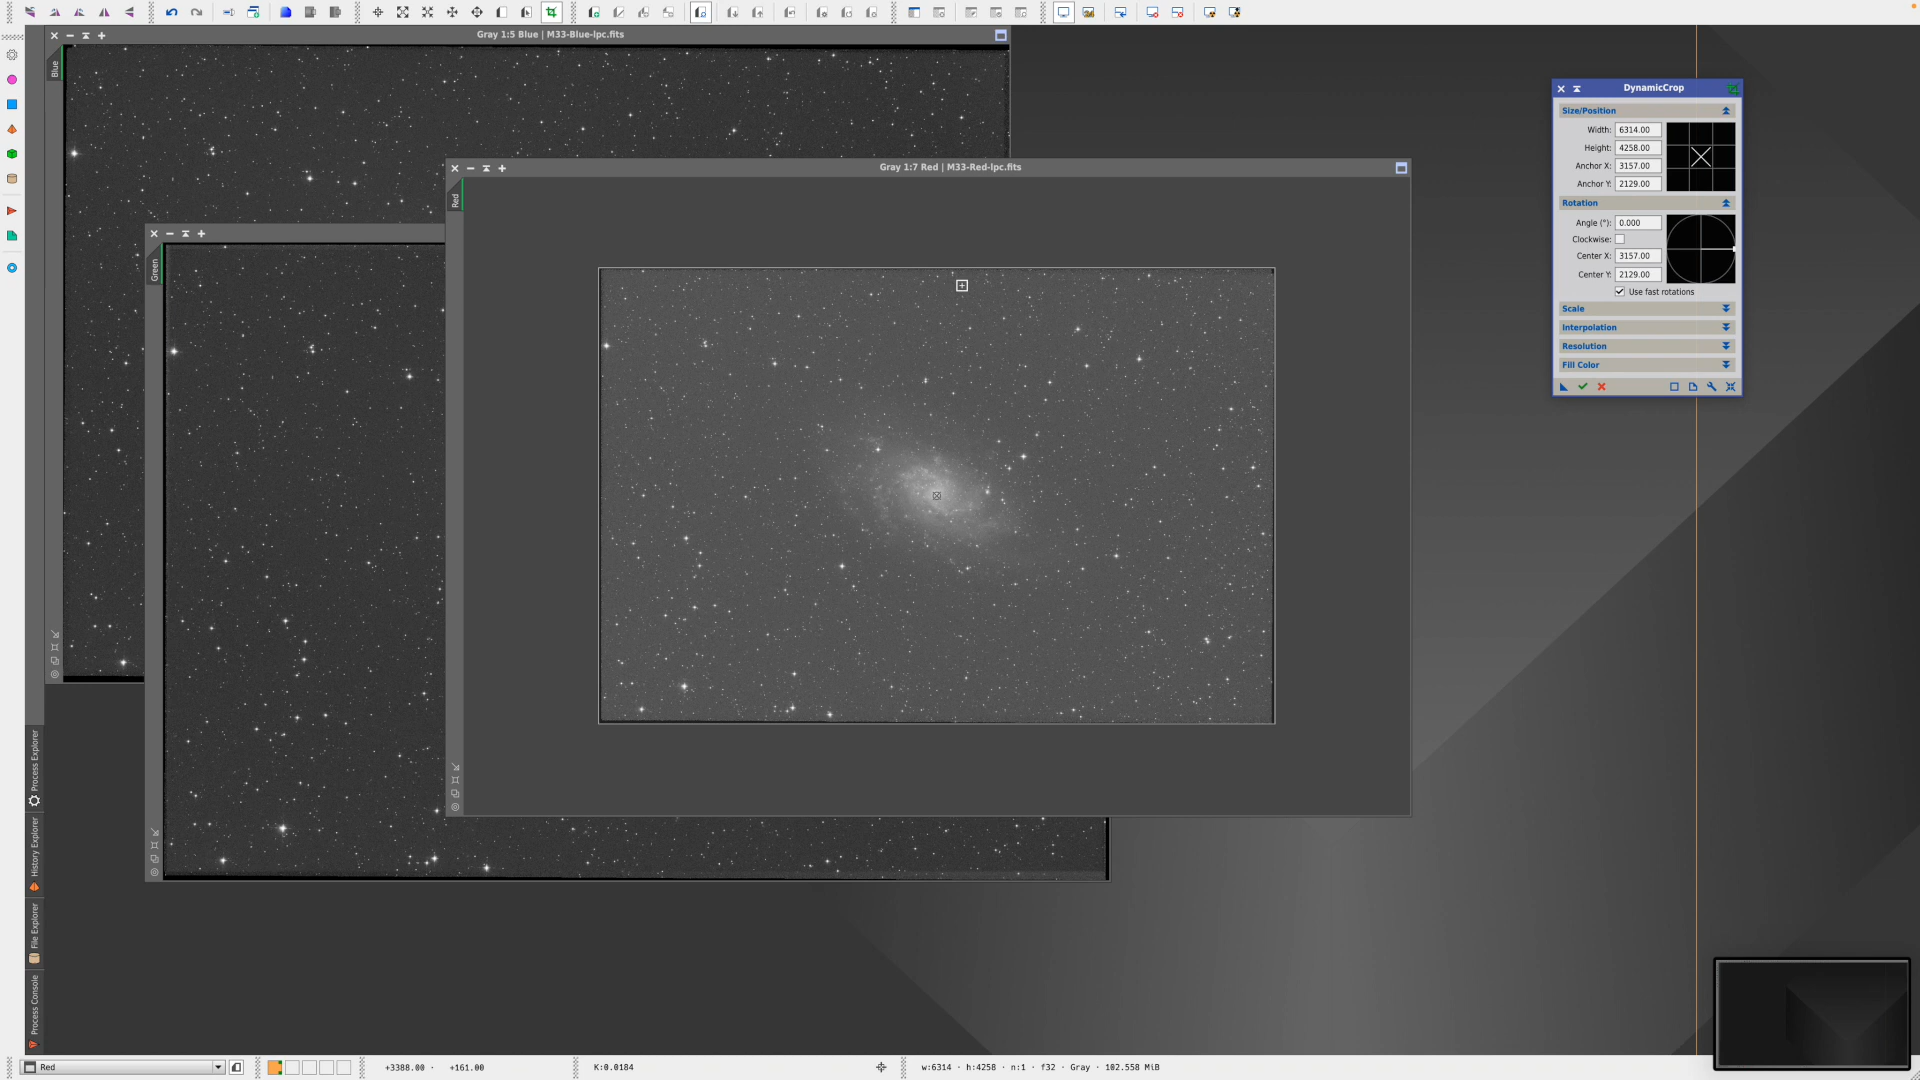 Gray 1:5 Blue | M33-Blue-lpc.fits
Blue
Gray 1:7 Red | M33-Red-lpc.fits
Red
Green
DynamicCrop
Size/Position
Width: 6314.00
Height: 4258.00
Anchor X: 3157.00
Anchor Y: 2129.00
Rotation
Angle (°): 0.000
Clockwise:
Center X: 3157.00
Center Y: 2129.00
Use fast rotations
Scale
Interpolation
Resolution
Fill Color
Process Explorer
History Explorer
File Explorer
Process Console
Red
+3388.00 · +161.00
K:0.0184
w:6314 · h:4258 · n:1 · f32 · Gray · 102.558 MiB